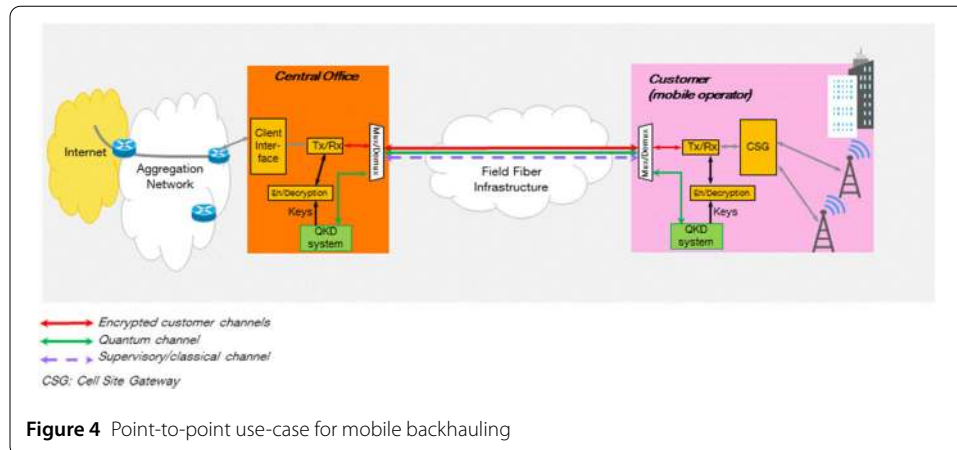 Central Office
Customer
(mobile operator)
Internet
Aggregation
Network
Client
Inter-
face
Tx/Rx
Mux/Demux
En/Decryption
Keys
QKD
system
Field Fiber
Infrastructure
Mux/Demux
Tx/Rx
CSG
En/Decryption
Keys
QKD
system
Encrypted customer channels
Quantum channel
Supervisory/classical channel
CSG: Cell Site Gateway
Figure 4 Point-to-point use-case for mobile backhauling